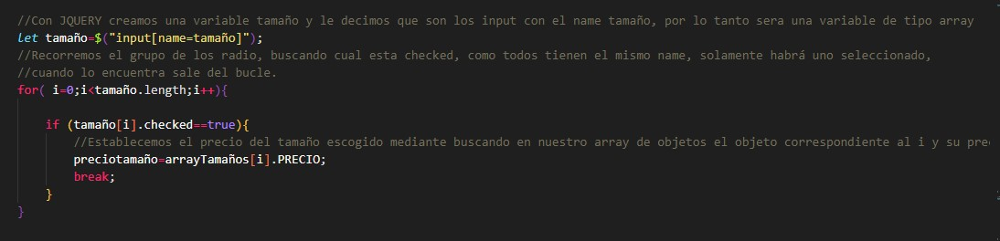 //Con JQUERY creamos una variable tamaño y le decimos que son los input con el name tamaño, por lo tanto sera una variable de tipo array
let tamaño=$("input[name=tamaño]");
//Recorremos el grupo de los radio, buscando cual esta checked, como todos tienen el mismo name, solamente habrá uno seleccionado,
//cuando lo encuentra sale del bucle.
for( i=0;i<tamaño.length;i++){
if (tamaño[i].checked==true){
//Establecemos el precio del tamaño escogido mediante buscando en nuestro array de objetos el objeto correspondiente al i y su
preciotamaño=arrayTamaños[i].PRECIO;
break;
}
}